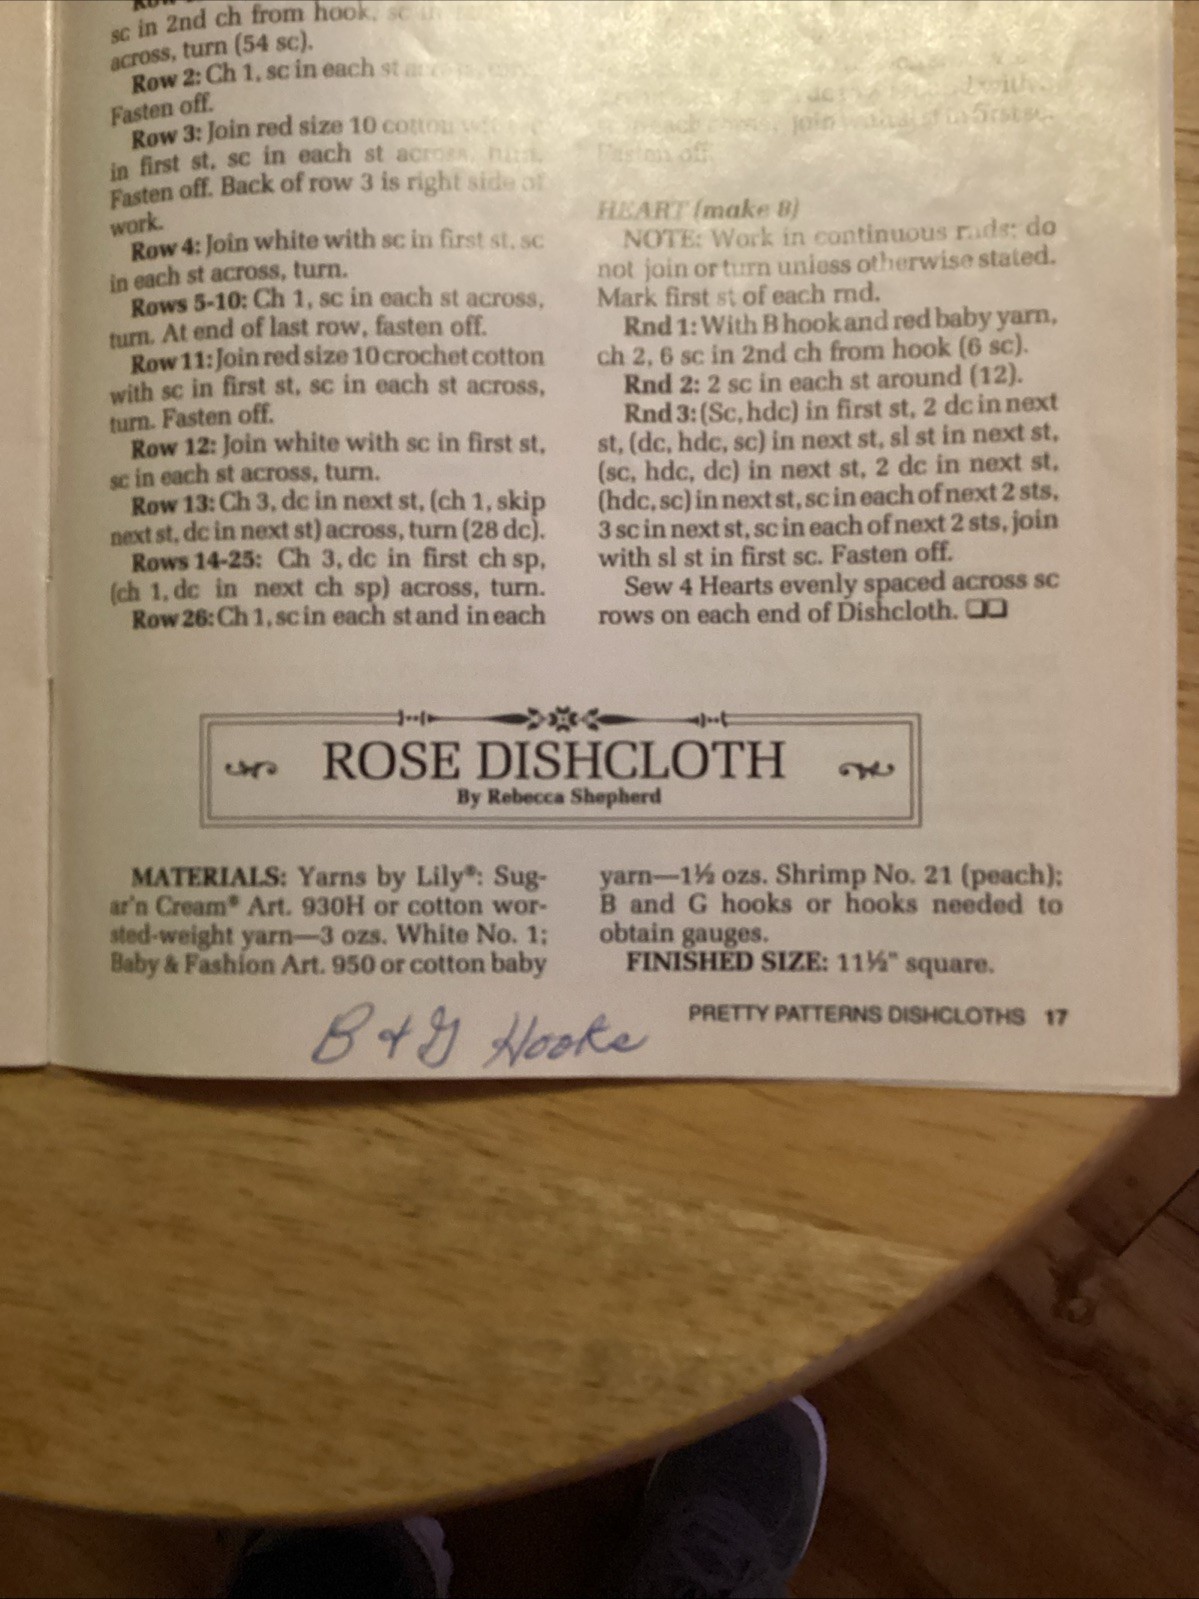 sc in 2nd ch from hook, sc in
across, turn (54 sc).
Row 2: Ch 1, sc in each st
Fasten off.
Row 3: Join red size 10 cotton
in first st, sc in each st across, turn.
Fasten off. Back of row 3 is right side of
work.
Row 4: Join white with sc in first st, sc
in each st across, turn.
Rows 5-10: Ch 1, sc in each st across,
turn. At end of last row, fasten off.
Row 11: Join red size 10 crochet cotton
with sc in first st, sc in each st across,
turn. Fasten off.
Row 12: Join white with sc in first st,
sc in each st across, turn.
Row 13: Ch 3, dc in next st, (ch 1, skip
next st, dc in next st) across, turn (28 dc).
Rows 14-25: Ch 3, dc in first ch sp,
(ch 1, dc in next ch sp) across, turn.
Row 26: Ch 1, sc in each st and in each
join with sl st in first sc.
Fasten off.
HEART (make 8)
NOTE: Work in continuous rnds; do
not join or turn unless otherwise stated.
Mark first st of each rnd.
Rnd 1: With B hook and red baby yarn,
ch 2, 6 sc in 2nd ch from hook (6 sc).
Rnd 2: 2 sc in each st around (12).
Rnd 3: (Sc, hdc) in first st, 2 dc in next
st, (dc, hdc, sc) in next st, sl st in next st,
(sc, hdc, dc) in next st, 2 dc in next st,
(hdc, sc) in next st, sc in each of next 2 sts,
3 sc in next st, sc in each of next 2 sts, join
with sl st in first sc. Fasten off.
Sew 4 Hearts evenly spaced across sc
rows on each end of Dishcloth. ❑❑
ROSE DISHCLOTH
By Rebecca Shepherd
MATERIALS: Yarns by Lily®: Sug-
ar'n Cream® Art. 930H or cotton wor-
sted-weight yarn—3 ozs. White No. 1;
Baby & Fashion Art. 950 or cotton baby
yarn—1½ ozs. Shrimp No. 21 (peach);
B and G hooks or hooks needed to
obtain gauges.
FINISHED SIZE: 11½" square.
PRETTY PATTERNS DISHCLOTHS 17
B & G Hooks